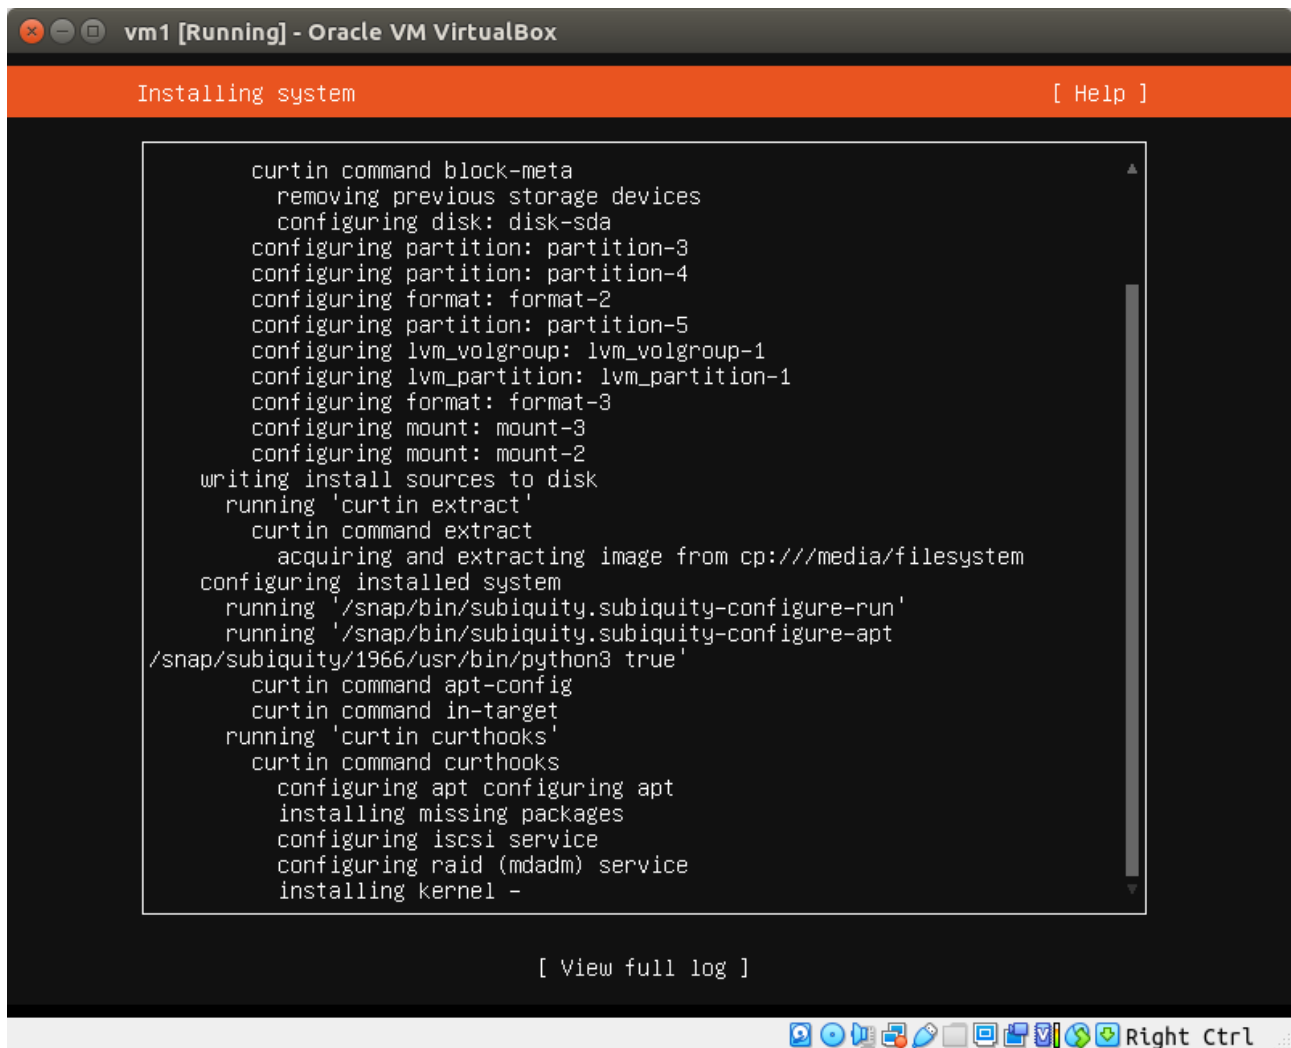 vm1 [Running] - Oracle VM VirtualBox
Installing system [ Help ]
curtin command block-meta
removing previous storage devices
configuring disk: disk-sda
configuring partition: partition-3
configuring partition: partition-4
configuring format: format-2
configuring partition: partition-5
configuring lvm_volgroup: lvm_volgroup-1
configuring lvm_partition: lvm_partition-1
configuring format: format-3
configuring mount: mount-3
configuring mount: mount-2
writing install sources to disk
running 'curtin extract'
curtin command extract
acquiring and extracting image from cp:///media/filesystem
configuring installed system
running '/snap/bin/subiquity.subiquity-configure-run'
running '/snap/bin/subiquity.subiquity-configure-apt
/snap/subiquity/1966/usr/bin/python3 true'
curtin command apt-config
curtin command in-target
running 'curtin curthooks'
curtin command curthooks
configuring apt configuring apt
installing missing packages
configuring iscsi service
configuring raid (mdadm) service
installing kernel -
[ View full log ]
Right Ctrl